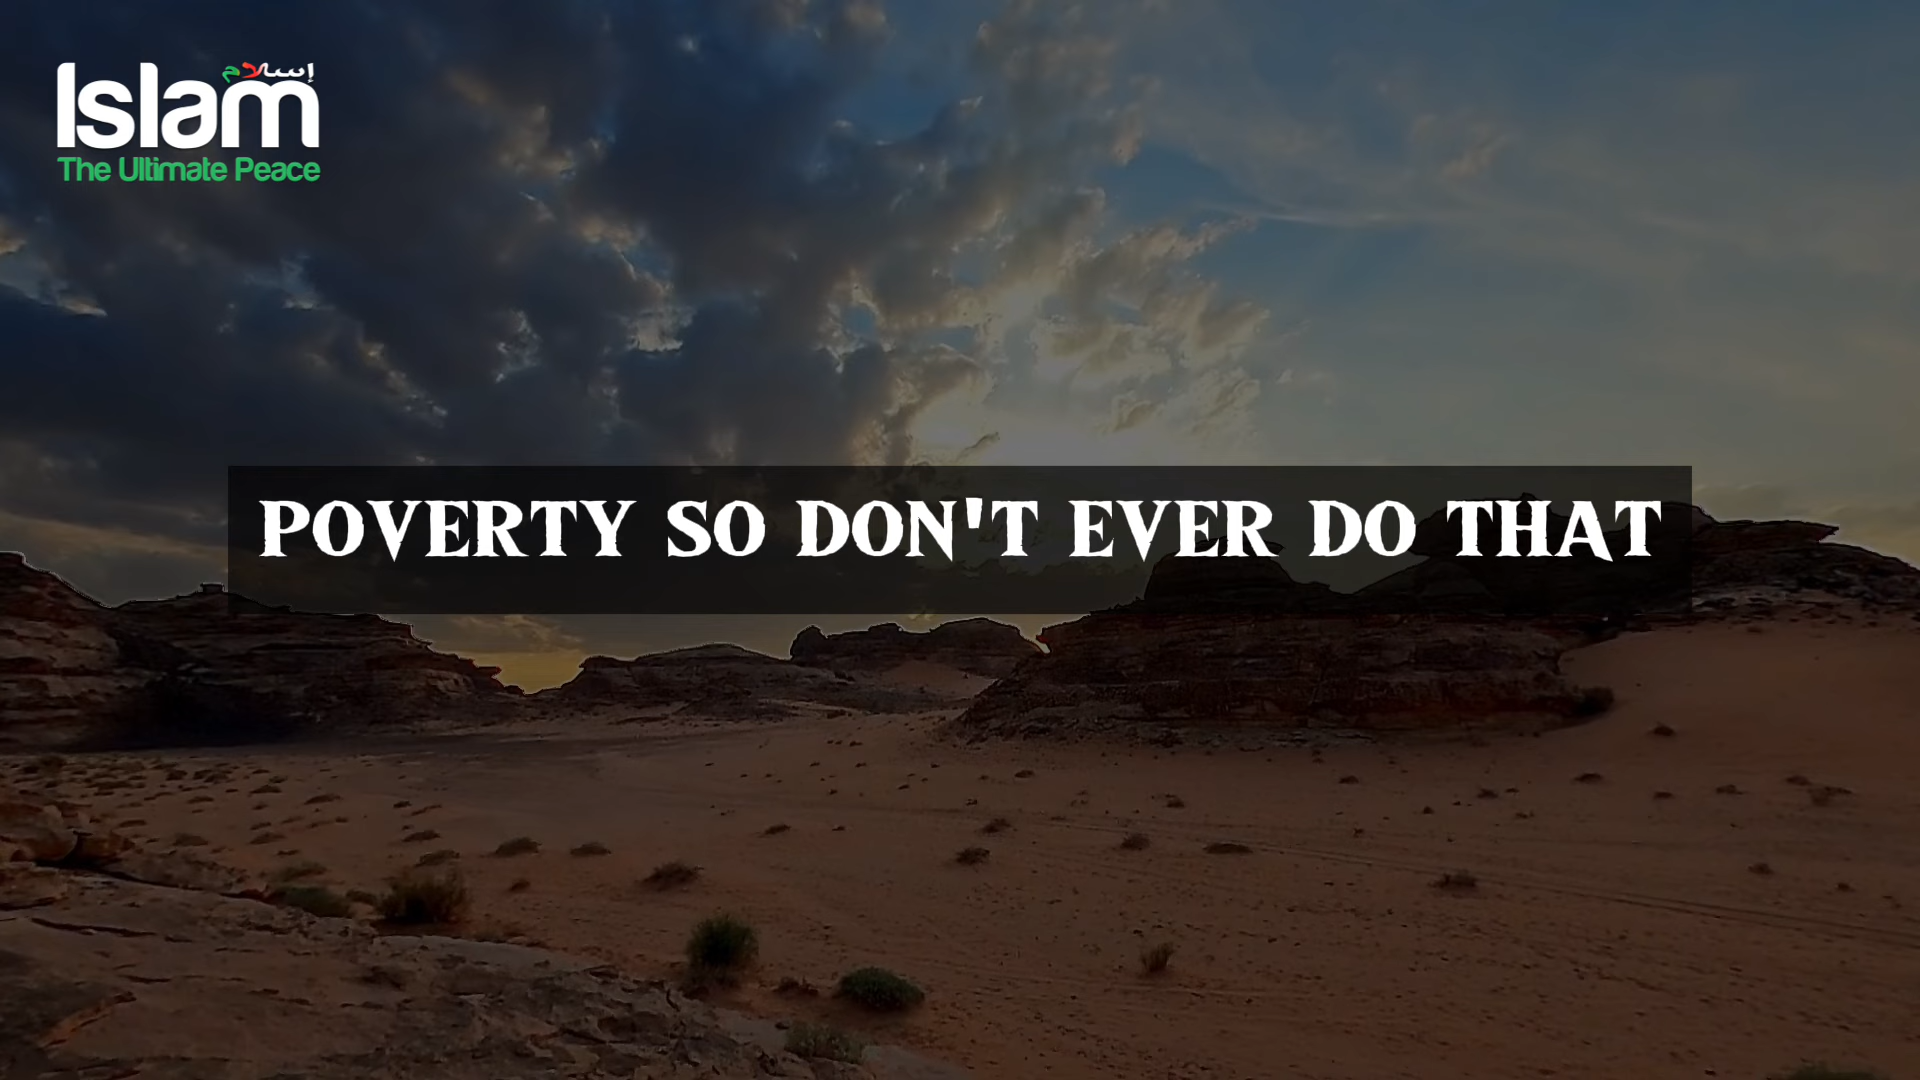 إسلام
Islam
The Ultimate Peace
POVERTY SO DON'T EVER DO THAT